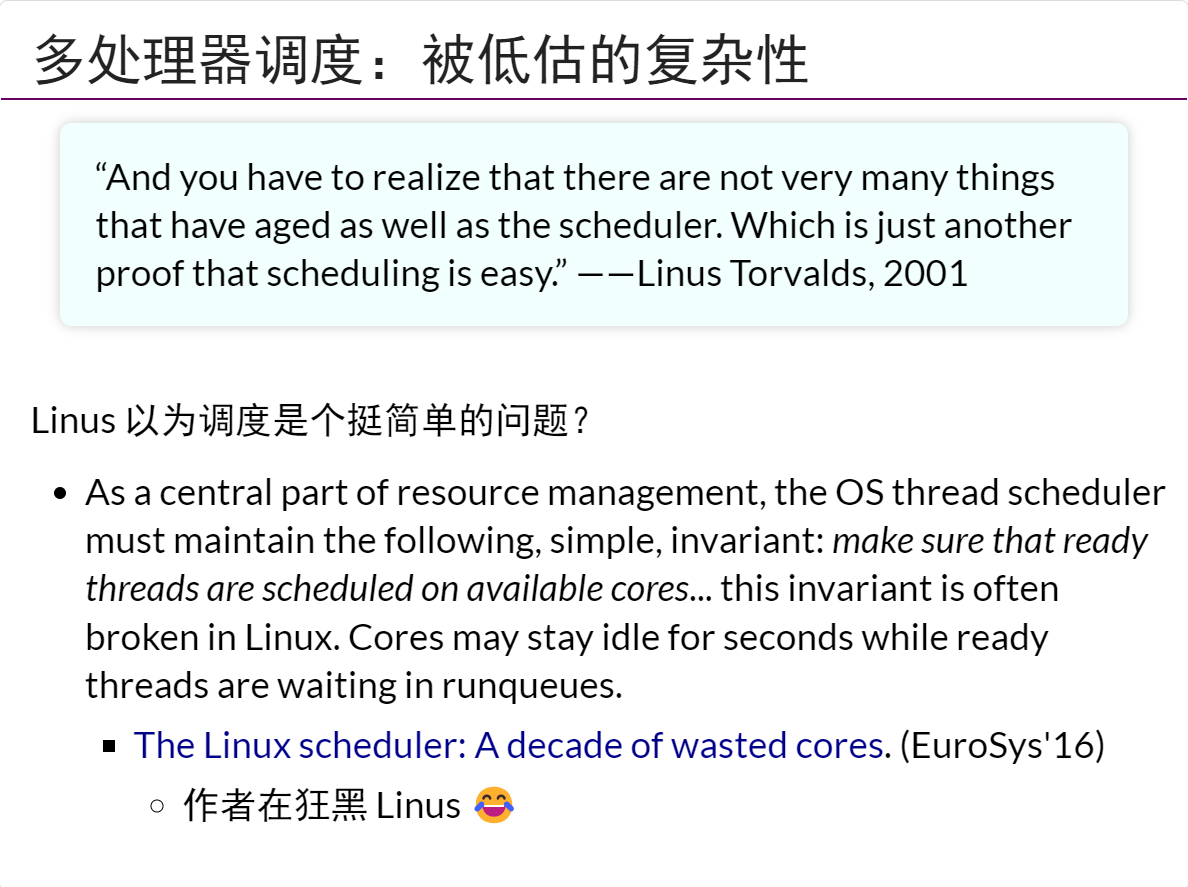 多处理器调度：被低估的复杂性
“And you have to realize that there are not very many things
that have aged as well as the scheduler. Which is just another
proof that scheduling is easy.” ——Linus Torvalds, 2001
Linus 以为调度是个挺简单的问题？
• As a central part of resource management, the OS thread scheduler
must maintain the following, simple, invariant: make sure that ready
threads are scheduled on available cores... this invariant is often
broken in Linux. Cores may stay idle for seconds while ready
threads are waiting in runqueues.
▪ The Linux scheduler: A decade of wasted cores. (EuroSys'16)
◦ 作者在狂黑 Linus 😂